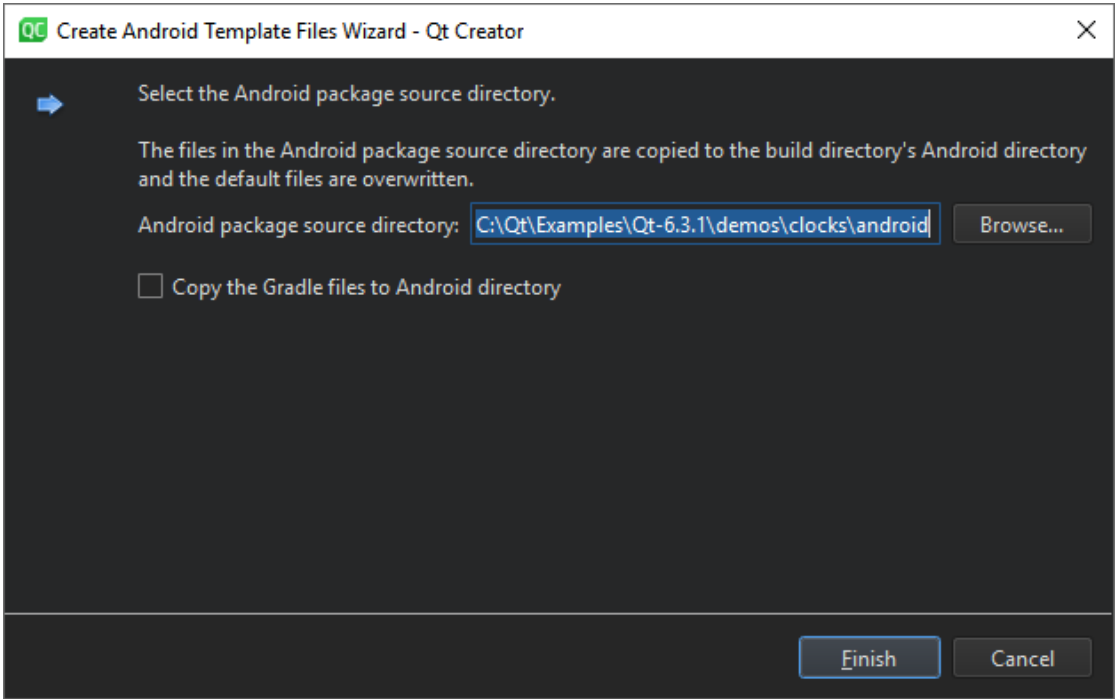 QC Create Android Template Files Wizard - Qt Creator
Select the Android package source directory.
The files in the Android package source directory are copied to the build directory's Android directory
and the default files are overwritten.
Android package source directory: C:\Qt\Examples\Qt-6.3.1\demos\clocks\android Browse...
Copy the Gradle files to Android directory
Finish Cancel